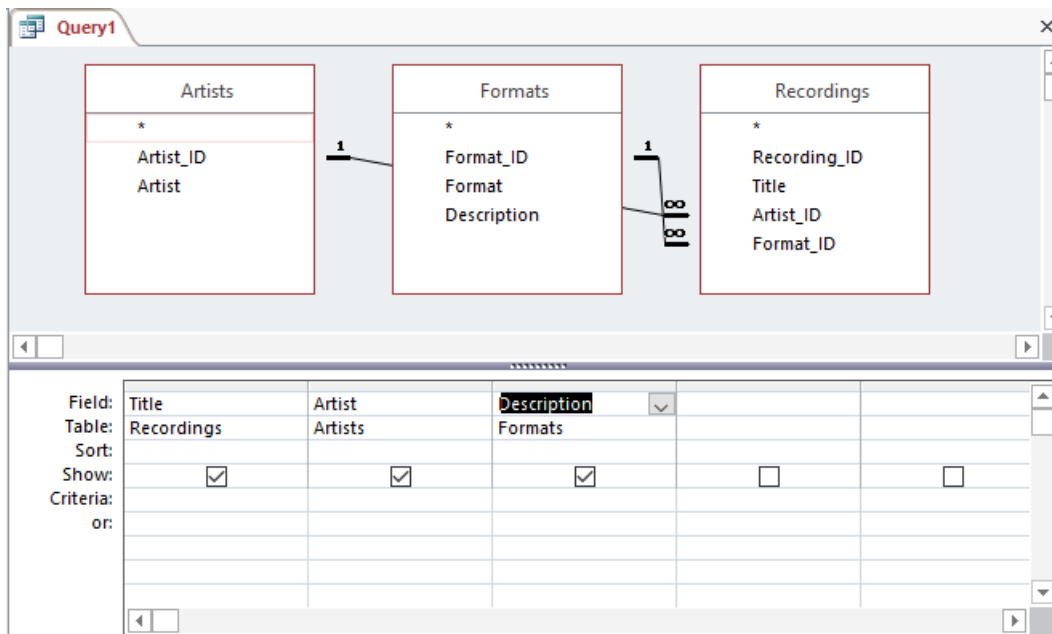 Query1
Artists Formats Recordings
* * *
Artist_ID 1 Format_ID 1 Recording_ID
Artist Format Title
Description ∞ Artist_ID
∞ Format_ID
Field: Title Artist Description
Table: Recordings Artists Formats
Sort:
Show:
Criteria:
or: